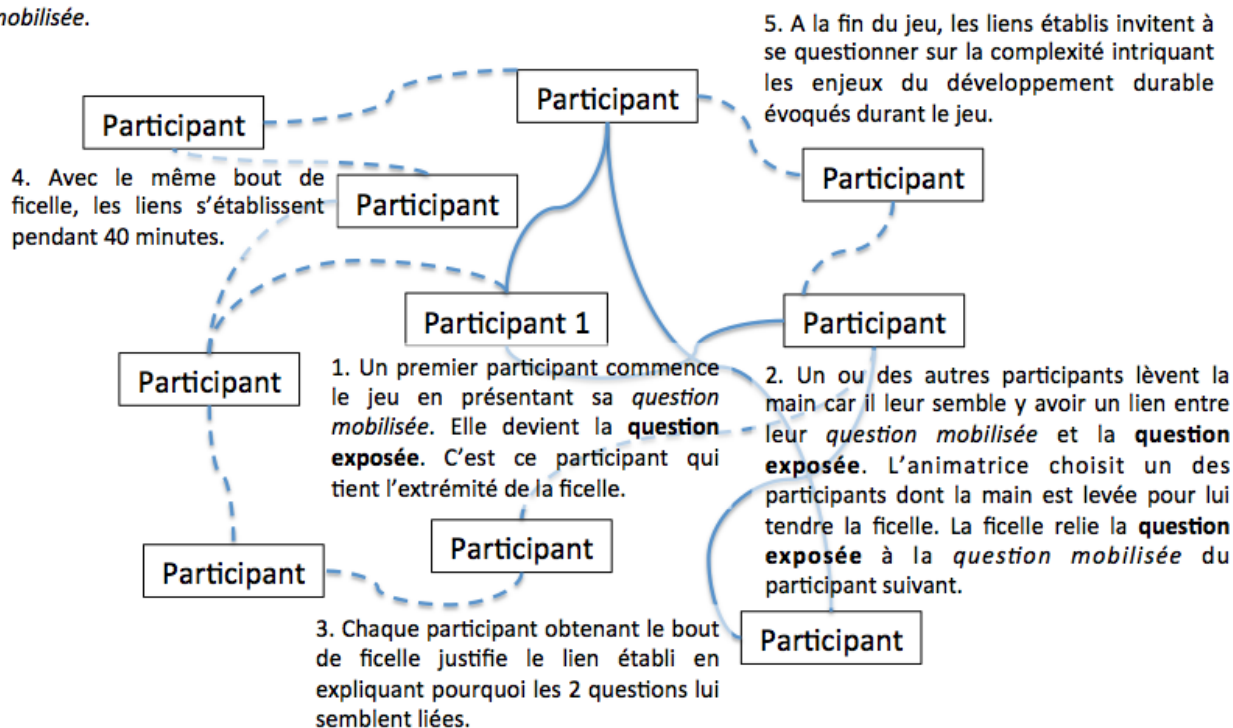 mobilisée.
5. A la fin du jeu, les liens établis invitent à
se questionner sur la complexité intriquant
les enjeux du développement durable
évoqués durant le jeu.
Participant
Participant
Participant
4. Avec le même bout de
ficelle, les liens s’établissent
pendant 40 minutes.
Participant
Participant 1
Participant
Participant
1. Un premier participant commence
le jeu en présentant sa question
mobilisée. Elle devient la question
exposée. C’est ce participant qui
tient l’extrémité de la ficelle.
2. Un ou des autres participants lèvent la
main car il leur semble y avoir un lien entre
leur question mobilisée et la question
exposée. L’animatrice choisit un des
participants dont la main est levée pour lui
tendre la ficelle. La ficelle relie la question
exposée à la question mobilisée du
participant suivant.
Participant
Participant
3. Chaque participant obtenant le bout
de ficelle justifie le lien établi en
expliquant pourquoi les 2 questions lui
semblent liées.
Participant